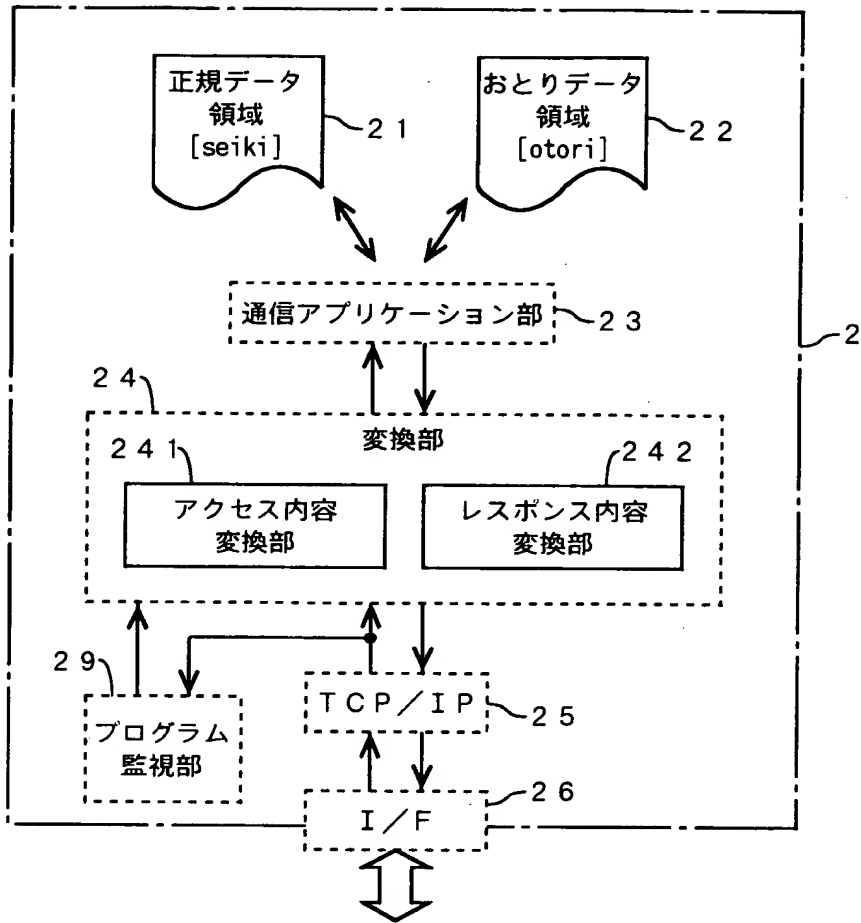 正規データ
領域
[seiki]
２１
おとりデータ
領域
[otori]
２２
通信アプリケーション部
２３
２
２４
変換部
２４１
アクセス内容
変換部
２４２
レスポンス内容
変換部
２９
プログラム
監視部
ＴＣＰ／ＩＰ
２５
Ｉ／Ｆ
２６